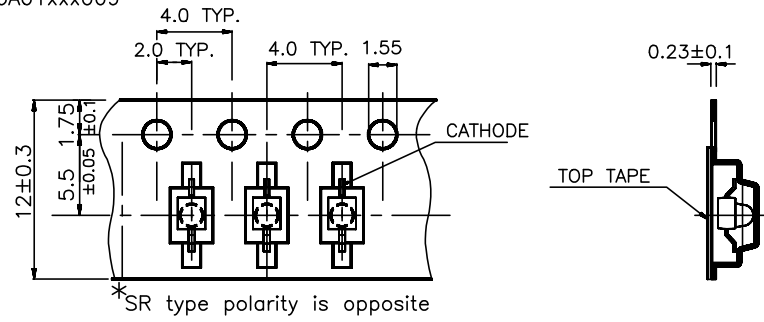 4.0 TYP.
2.0 TYP.
4.0 TYP.
1.55
0.23±0.1
12±0.3
5.5
±0.05
1.75
±0.1
CATHODE
TOP TAPE
*SR type polarity is opposite